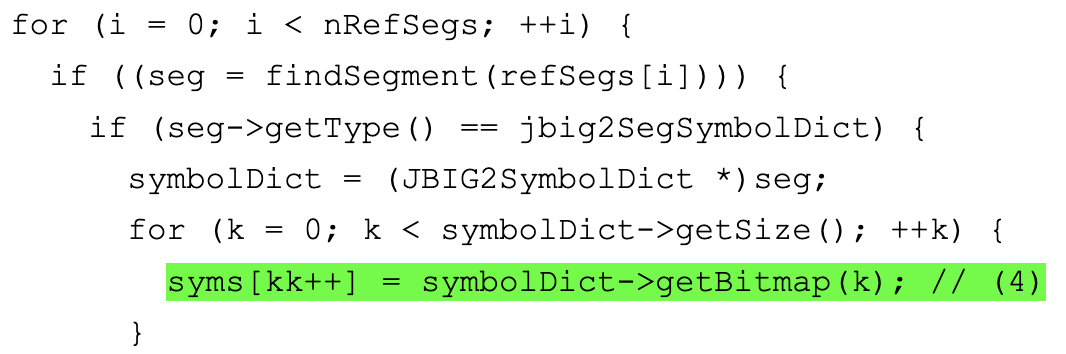 for (i = 0; i < nRefSegs; ++i) {
  if ((seg = findSegment(refSegs[i]))) {
    if (seg->getType() == jbig2SegSymbolDict) {
      symbolDict = (JBIG2SymbolDict *)seg;
      for (k = 0; k < symbolDict->getSize(); ++k) {
        syms[kk++] = symbolDict->getBitmap(k); // (4)
      }